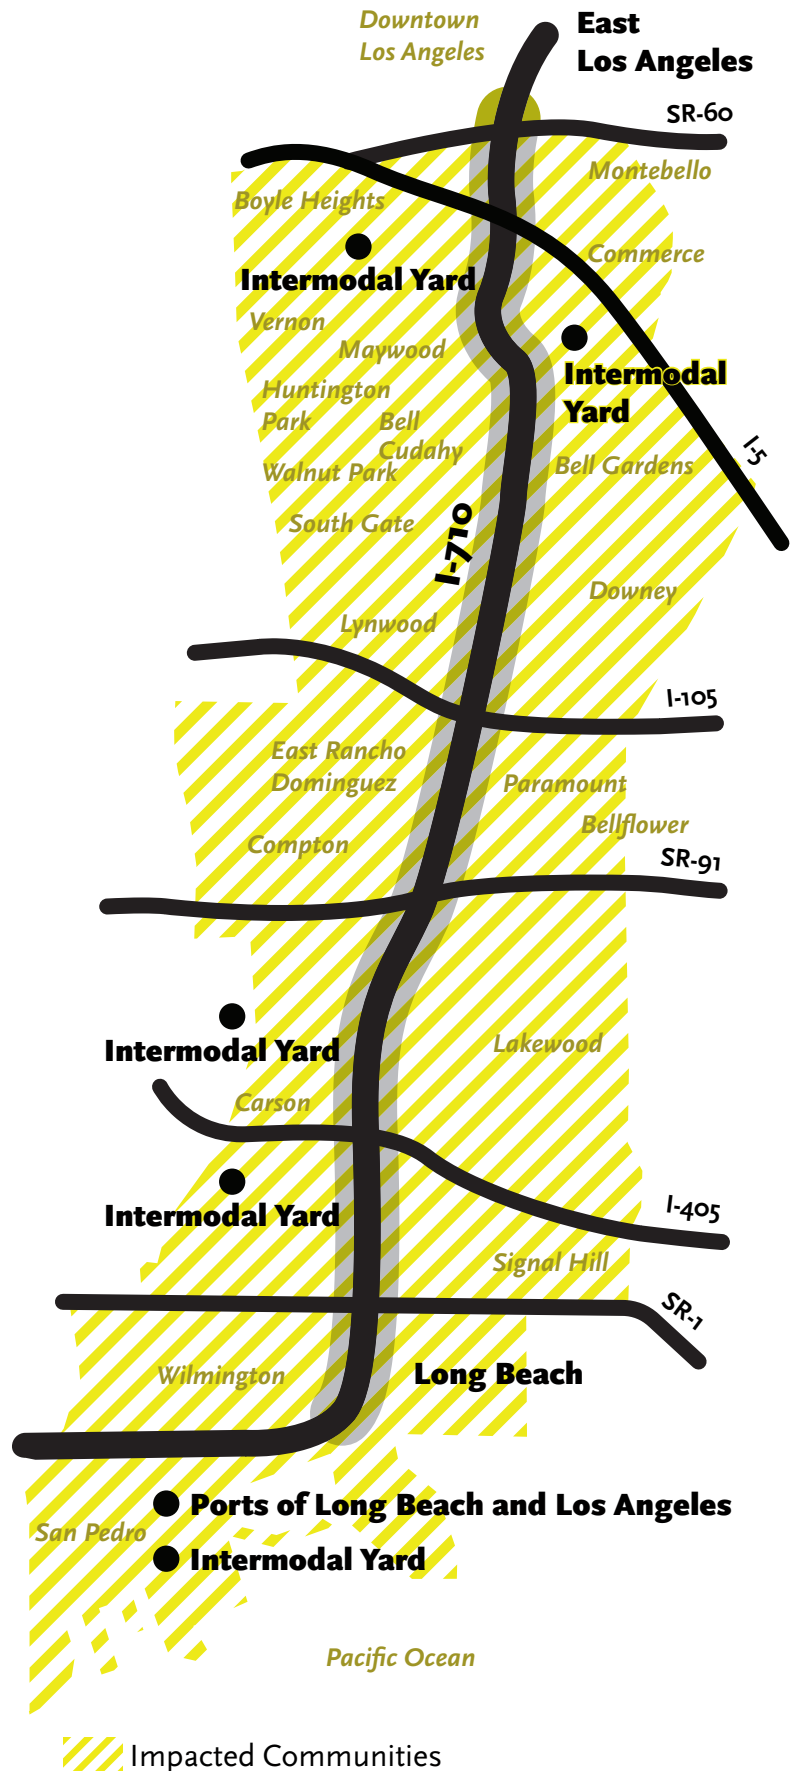 Downtown
Los Angeles
East
Los Angeles
SR-60
Montebello
Boyle Heights
Commerce
Intermodal Yard
Vernon
Maywood
Intermodal
Yard
Huntington
Park
Bell
Cudahy
Walnut Park
Bell Gardens
I-5
South Gate
I-710
Downey
Lynwood
I-105
East Rancho
Dominguez
Paramount
Bellflower
Compton
SR-91
Intermodal Yard
Lakewood
Carson
Intermodal Yard
I-405
Signal Hill
SR-1
Wilmington
Long Beach
Ports of Long Beach and Los Angeles
San Pedro
Intermodal Yard
Pacific Ocean
Impacted Communities